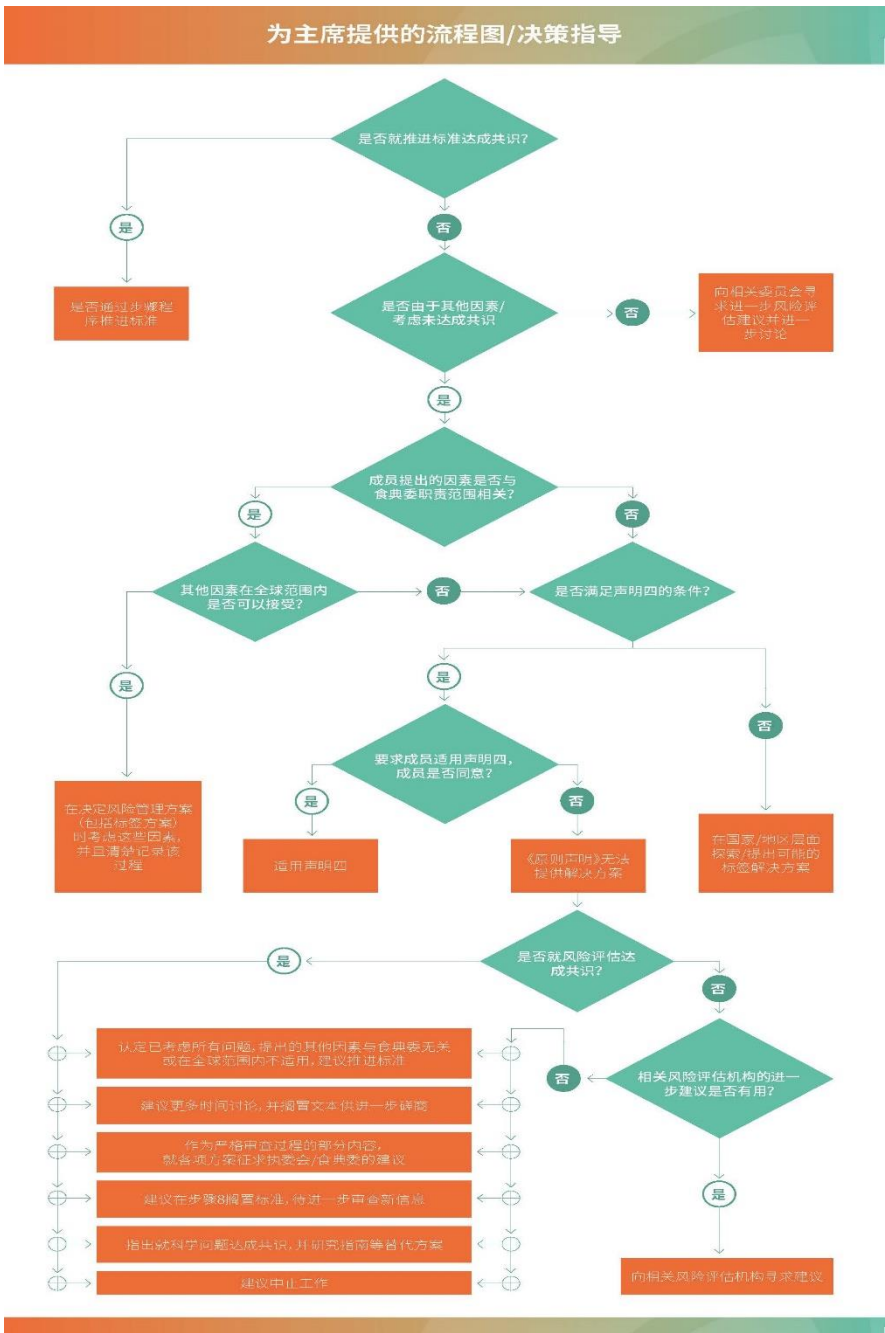 为主席提供的流程图/决策指导
是否就推进标准达成共识?
是
否
是否通过步骤程
序推进标准
是否由于其他因素/
考虑未达成共识
否
向相关委员会寻
求进一步风险评
估建议并进一
步讨论
是
成员提出的因素是否与
食典委职责范围相关?
是
否
其他因素在全球范围内
是否可以接受?
否
是否满足声明四的条件?
是
是
否
要求成员适用声明四,
成员是否同意?
是
否
在决定风险管理方案
(包括标签方案)
时考虑这些因素,
并且清楚记录该
过程
适用声明四
《原则声明》无法
提供解决方案
在国家/地区层面
探索/提出可能的
标签解决方案
是否就风险评估达
成共识?
是
否
认定已考虑所有问题,提出的其他因素与食典委无关
或在全球范围内不适用,建议推进标准
建议更多时间讨论,并搁置文本供进一步磋商
作为严格审查过程的部分内容,
就各项方案征求执委会/食典委的建议
建议在步骤8搁置标准,待进一步审查新信息
指出就科学问题达成共识,并研究指南等替代方案
建议中止工作
否
相关风险评估机构的进一
步建议是否有用?
是
向相关风险评估机构寻求建议